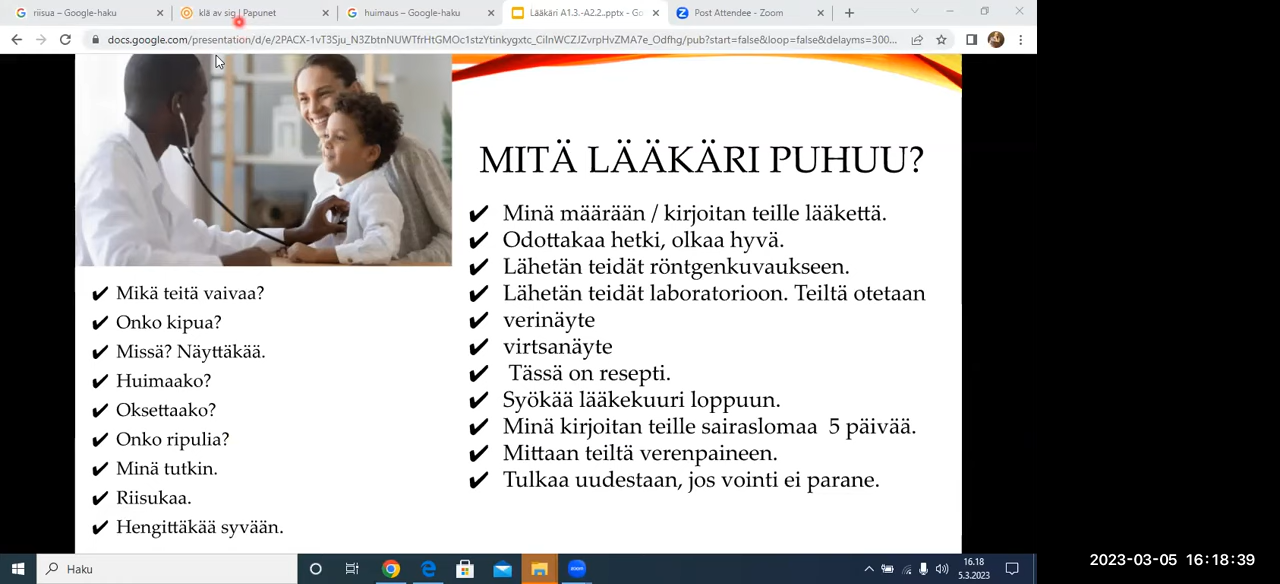 riisua – Google-haku
klä av sig | Papunet
huimaus – Google-haku
Lääkäri A1.3.-A2.2..pptx - Go
Post Attendee - Zoom
docs.google.com/presentation/d/e/2PACX-1vT3Sju_N3ZbtnNUWTfrHtGMOc1stzYtinkygxtc_CiInWCZJZvrpHvZMA7e_Odfhg/pub?start=false&loop=false&delayms=300...
MITÄ LÄÄKÄRI PUHUU?
✔ Mikä teitä vaivaa?
✔ Onko kipua?
✔ Missä? Näyttäkää.
✔ Huimaako?
✔ Oksettaako?
✔ Onko ripulia?
✔ Minä tutkin.
✔ Riisukaa.
✔ Hengittäkää syvään.
✔ Minä määrään / kirjoitan teille lääkettä.
✔ Odottakaa hetki, olkaa hyvä.
✔ Lähetän teidät röntgenkuvaukseen.
✔ Lähetän teidät laboratorioon. Teiltä otetaan
✔ verinäyte
✔ virtsanäyte
✔ Tässä on resepti.
✔ Syökää lääkekuuri loppuun.
✔ Minä kirjoitan teille sairaslomaa 5 päivää.
✔ Mittaan teiltä verenpaineen.
✔ Tulkaa uudestaan, jos vointi ei parane.
Haku
zoom
16.18
5.3.2023
2023-03-05 16:18:39